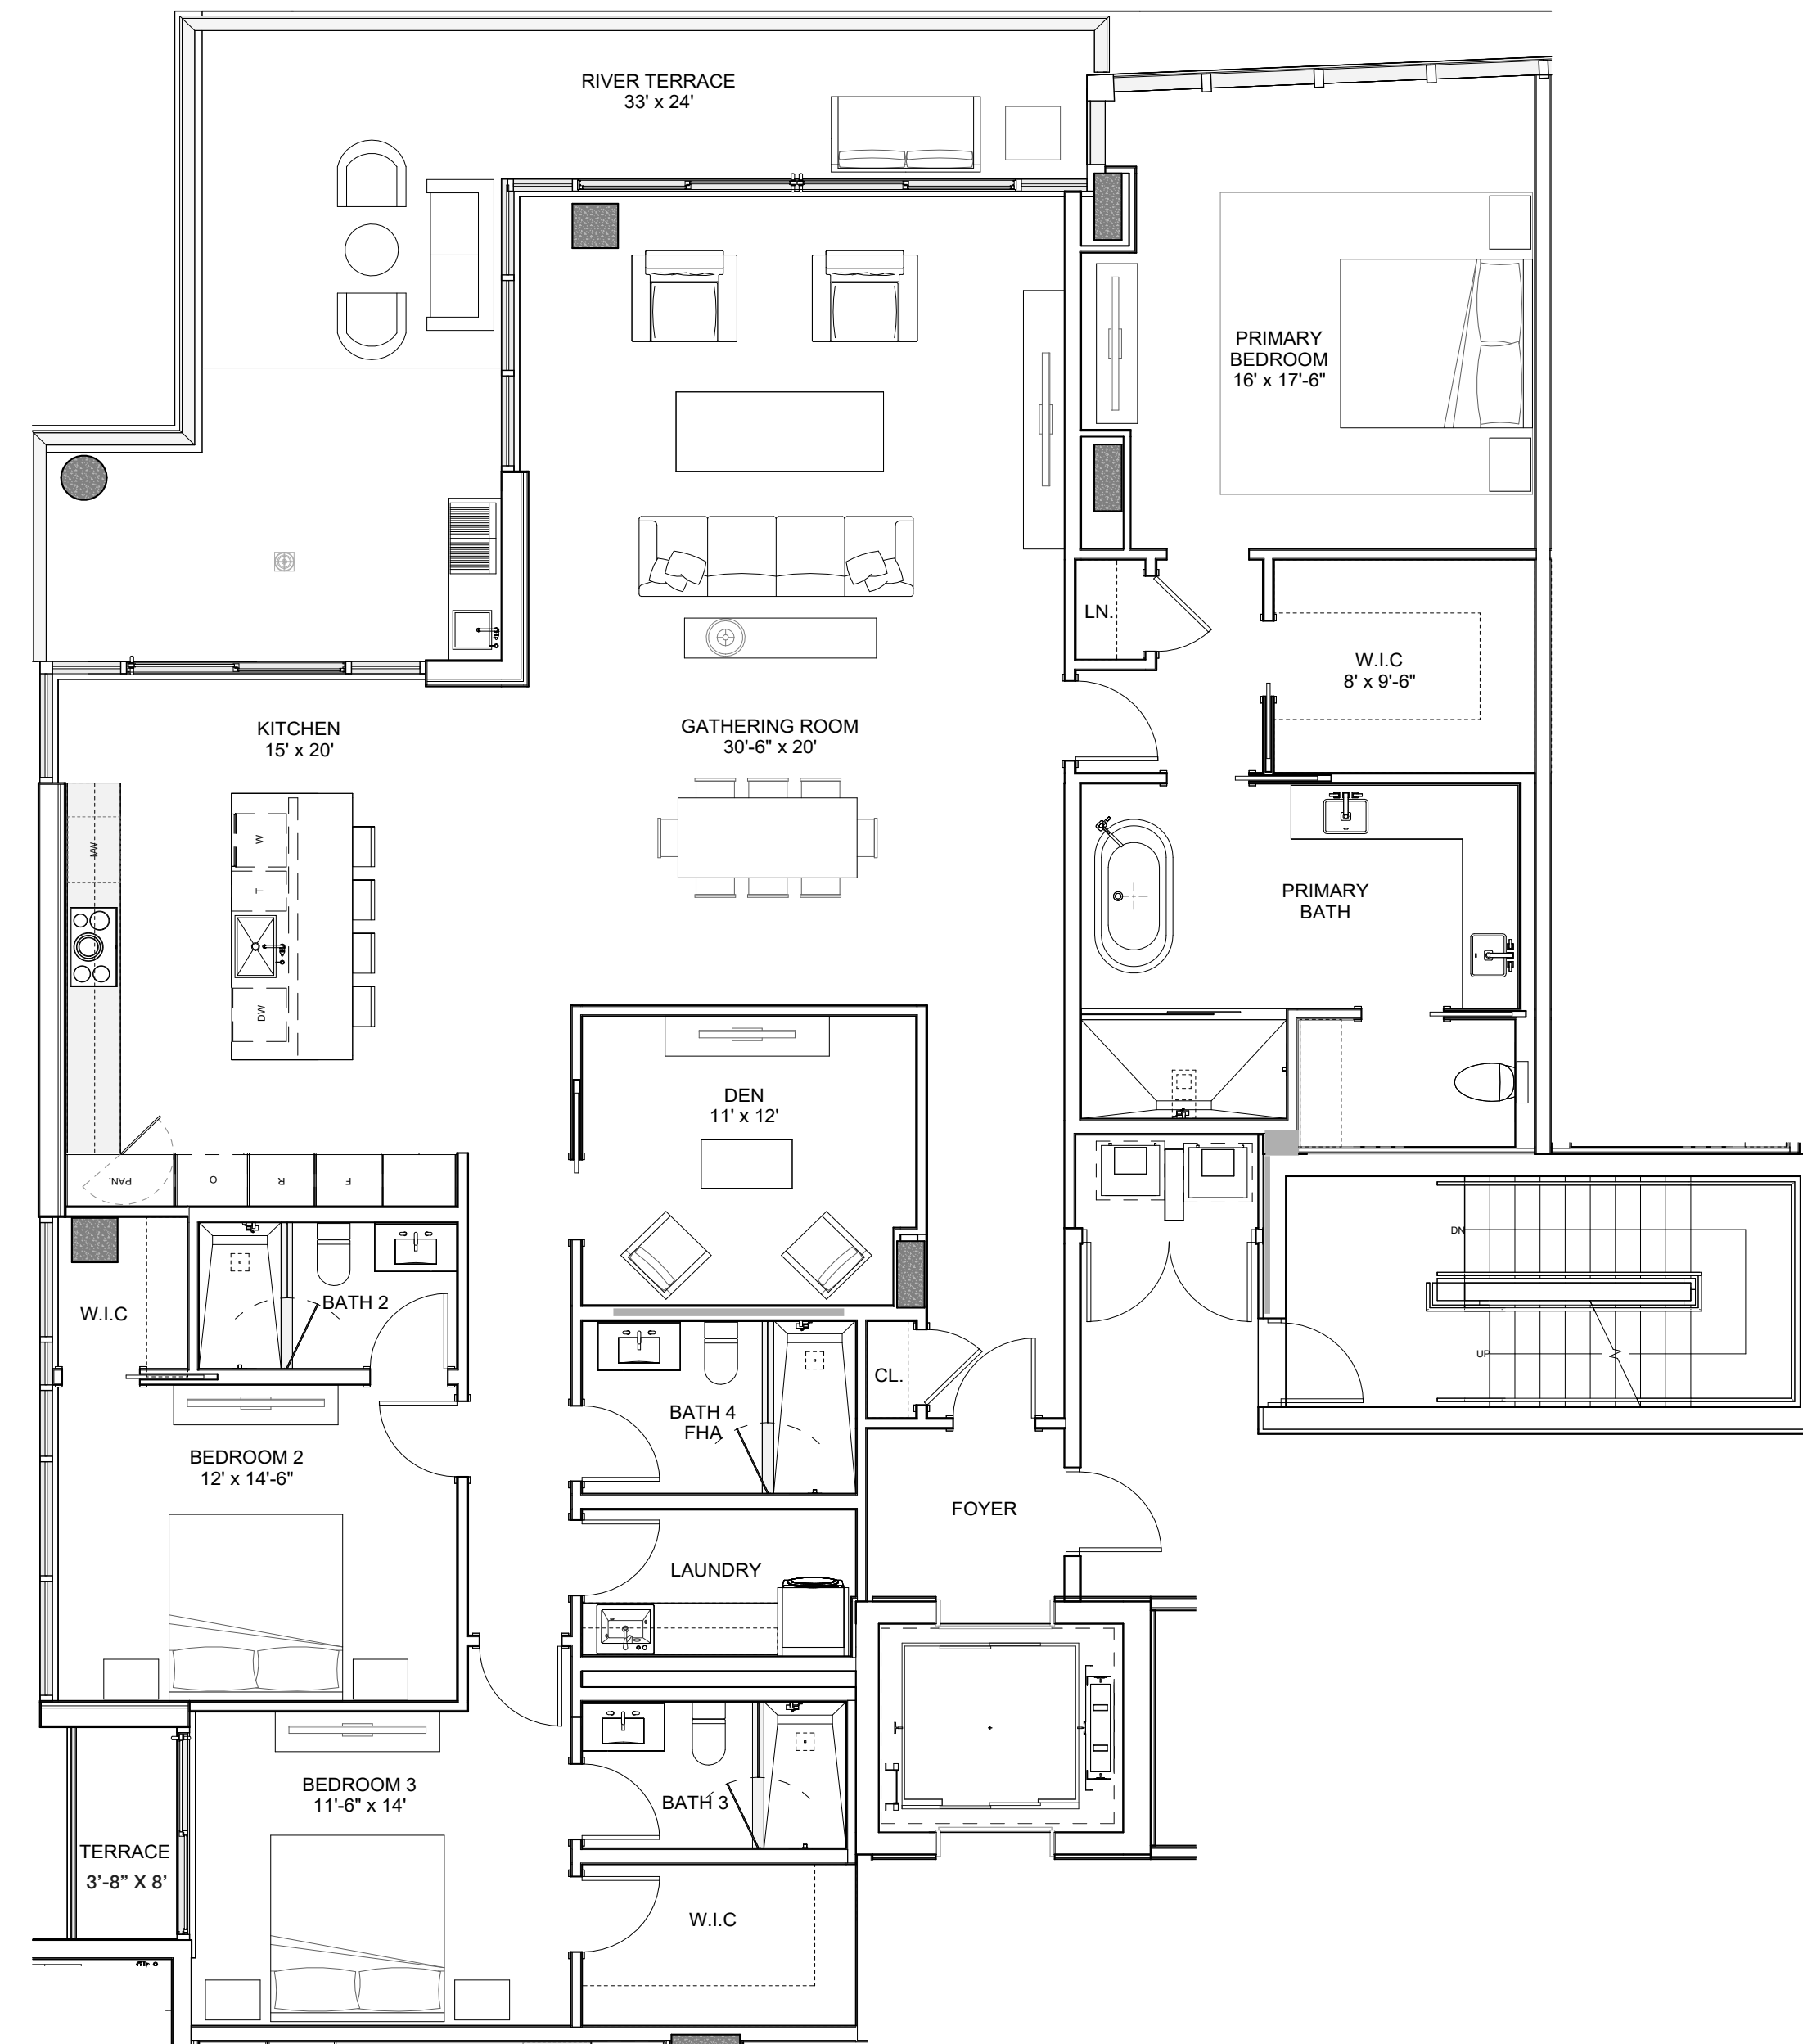 RIVER TERRACE
33' x 24'
PRIMARY
BEDROOM
16' x 17'-6"
LN.
W.I.C
8' x 9'-6"
KITCHEN
15' x 20'
GATHERING ROOM
30'-6" x 20'
MW
W
T
DW
PRIMARY
BATH
DEN
11' x 12'
PAN.
O
R
F
DN
UP
W.I.C
BATH 2
CL.
BATH 4
FHA
BEDROOM 2
12' x 14'-6"
FOYER
LAUNDRY
BEDROOM 3
11'-6" x 14'
BATH 3
TERRACE
3'-8" X 8'
W.I.C